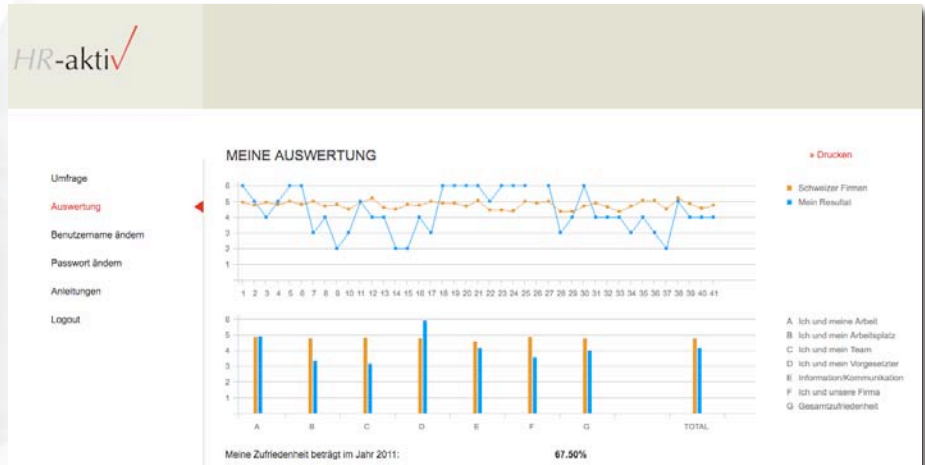 HR-aktiv
Umfrage
Auswertung
Benutzername ändern
Passwort ändern
Anleitungen
Logout
MEINE AUSWERTUNG
» Drucken
6
5
4
3
2
1
1 2 3 4 5 6 7 8 9 10 11 12 13 14 15 16 17 18 19 20 21 22 23 24 25 26 27 28 29 30 31 32 33 34 35 36 37 38 39 40 41
Schweizer Firmen
Mein Resultat
6
5
4
3
2
1
A B C D E F G TOTAL
A Ich und meine Arbeit
B Ich und mein Arbeitsplatz
C Ich und mein Team
D Ich und mein Vorgesetzter
E Information/Kommunikation
F Ich und unsere Firma
G Gesamtzufriedenheit
Meine Zufriedenheit beträgt im Jahr 2011: 67.50%